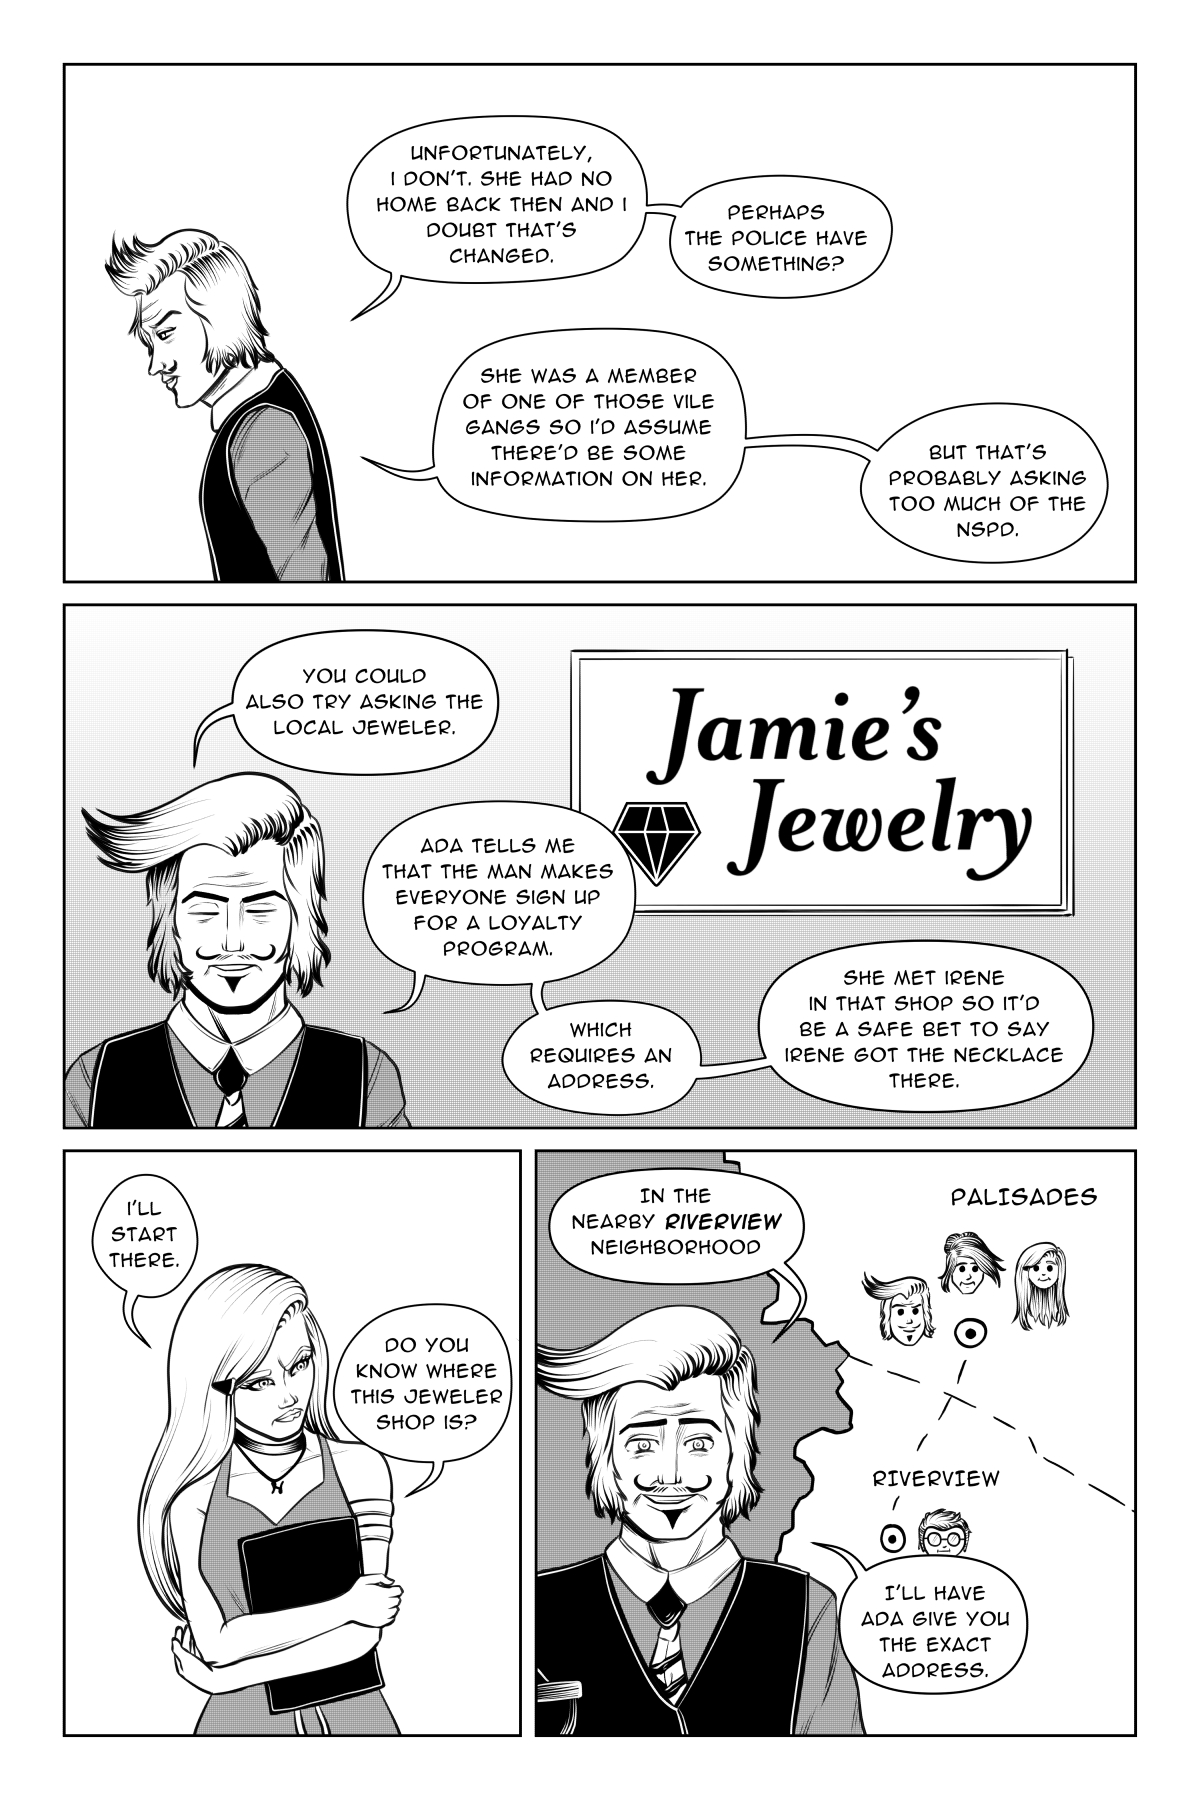 UNFORTUNATELY,
I DON'T. SHE HAD NO
HOME BACK THEN AND I
DOUBT THAT'S
CHANGED.
PERHAPS
THE POLICE HAVE
SOMETHING?
SHE WAS A MEMBER
OF ONE OF THOSE VILE
GANGS SO I'D ASSUME
THERE'D BE SOME
INFORMATION ON HER.
BUT THAT'S
PROBABLY ASKING
TOO MUCH OF THE
NSPD.
YOU COULD
ALSO TRY ASKING THE
LOCAL JEWELER.
Jamie's
Jewelry
ADA TELLS ME
THAT THE MAN MAKES
EVERYONE SIGN UP
FOR A LOYALTY
PROGRAM.
WHICH
REQUIRES AN
ADDRESS.
SHE MET IRENE
IN THAT SHOP SO IT'D
BE A SAFE BET TO SAY
IRENE GOT THE NECKLACE
THERE.
I'LL
START
THERE.
DO YOU
KNOW WHERE
THIS JEWELER
SHOP IS?
IN THE
NEARBY RIVERVIEW
NEIGHBORHOOD
PALISADES
RIVERVIEW
I'LL HAVE
ADA GIVE YOU
THE EXACT
ADDRESS.